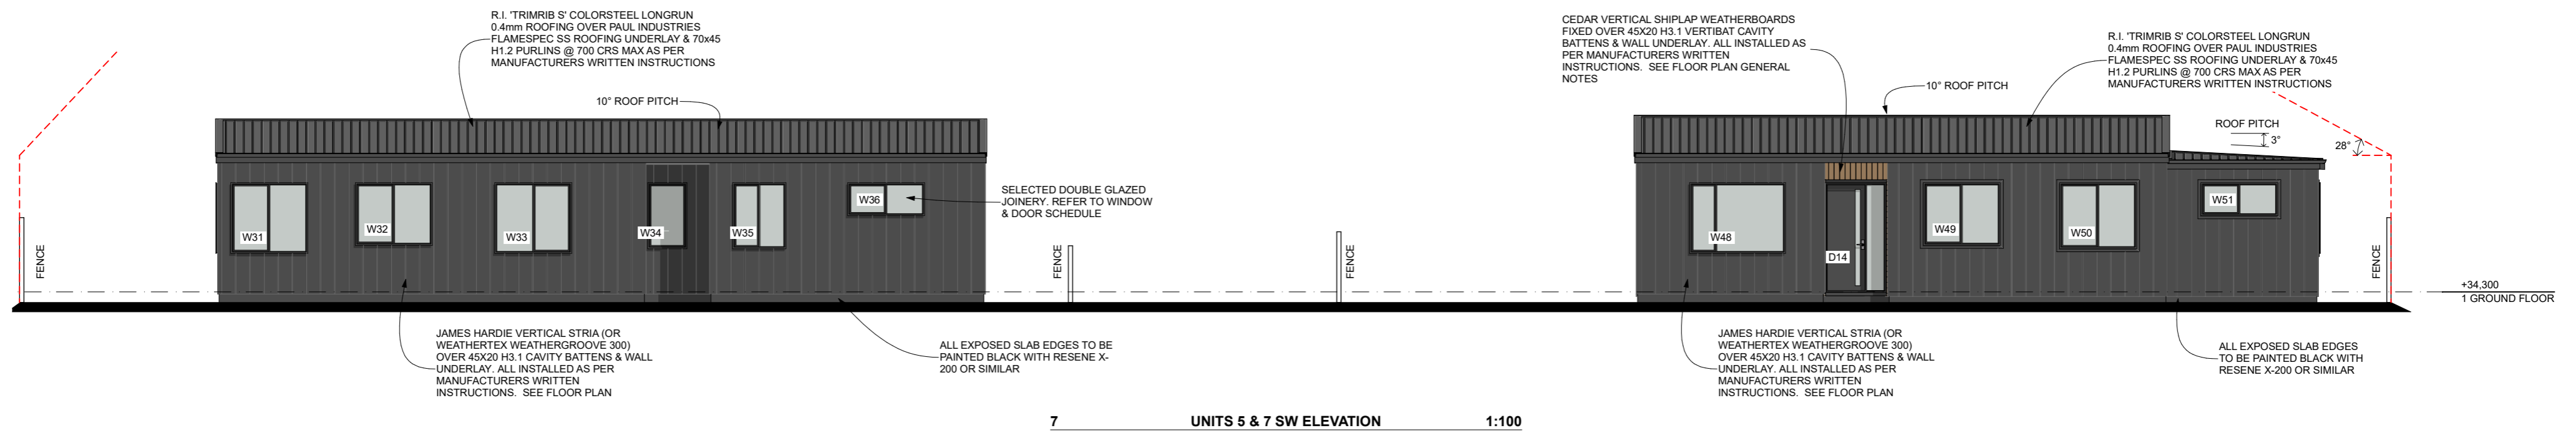 R.I. 'TRIMRIB S' COLORSTEEL LONGRUN
0.4mm ROOFING OVER PAUL INDUSTRIES
FLAMESPEC SS ROOFING UNDERLAY & 70x45
H1.2 PURLINS @ 700 CRS MAX AS PER
MANUFACTURERS WRITTEN INSTRUCTIONS
10° ROOF PITCH
CEDAR VERTICAL SHIPLAP WEATHERBOARDS
FIXED OVER 45X20 H3.1 VERTIBAT CAVITY
BATTENS & WALL UNDERLAY. ALL INSTALLED AS
PER MANUFACTURERS WRITTEN
INSTRUCTIONS. SEE FLOOR PLAN GENERAL
NOTES
10° ROOF PITCH
R.I. 'TRIMRIB S' COLORSTEEL LONGRUN
0.4mm ROOFING OVER PAUL INDUSTRIES
FLAMESPEC SS ROOFING UNDERLAY & 70x45
H1.2 PURLINS @ 700 CRS MAX AS PER
MANUFACTURERS WRITTEN INSTRUCTIONS
ROOF PITCH
3°
28°
FENCE
W31
W32
W33
W34
W35
W36
SELECTED DOUBLE GLAZED
JOINERY. REFER TO WINDOW
& DOOR SCHEDULE
FENCE
FENCE
W48
D14
W49
W50
W51
FENCE
+34,300
1 GROUND FLOOR
JAMES HARDIE VERTICAL STRIA (OR
WEATHERTEX WEATHERGROOVE 300)
OVER 45X20 H3.1 CAVITY BATTENS & WALL
UNDERLAY. ALL INSTALLED AS PER
MANUFACTURERS WRITTEN
INSTRUCTIONS. SEE FLOOR PLAN
ALL EXPOSED SLAB EDGES TO BE
PAINTED BLACK WITH RESENE X-
200 OR SIMILAR
JAMES HARDIE VERTICAL STRIA (OR
WEATHERTEX WEATHERGROOVE 300)
OVER 45X20 H3.1 CAVITY BATTENS & WALL
UNDERLAY. ALL INSTALLED AS PER
MANUFACTURERS WRITTEN
INSTRUCTIONS. SEE FLOOR PLAN
ALL EXPOSED SLAB EDGES
TO BE PAINTED BLACK WITH
RESENE X-200 OR SIMILAR
7 UNITS 5 & 7 SW ELEVATION 1:100